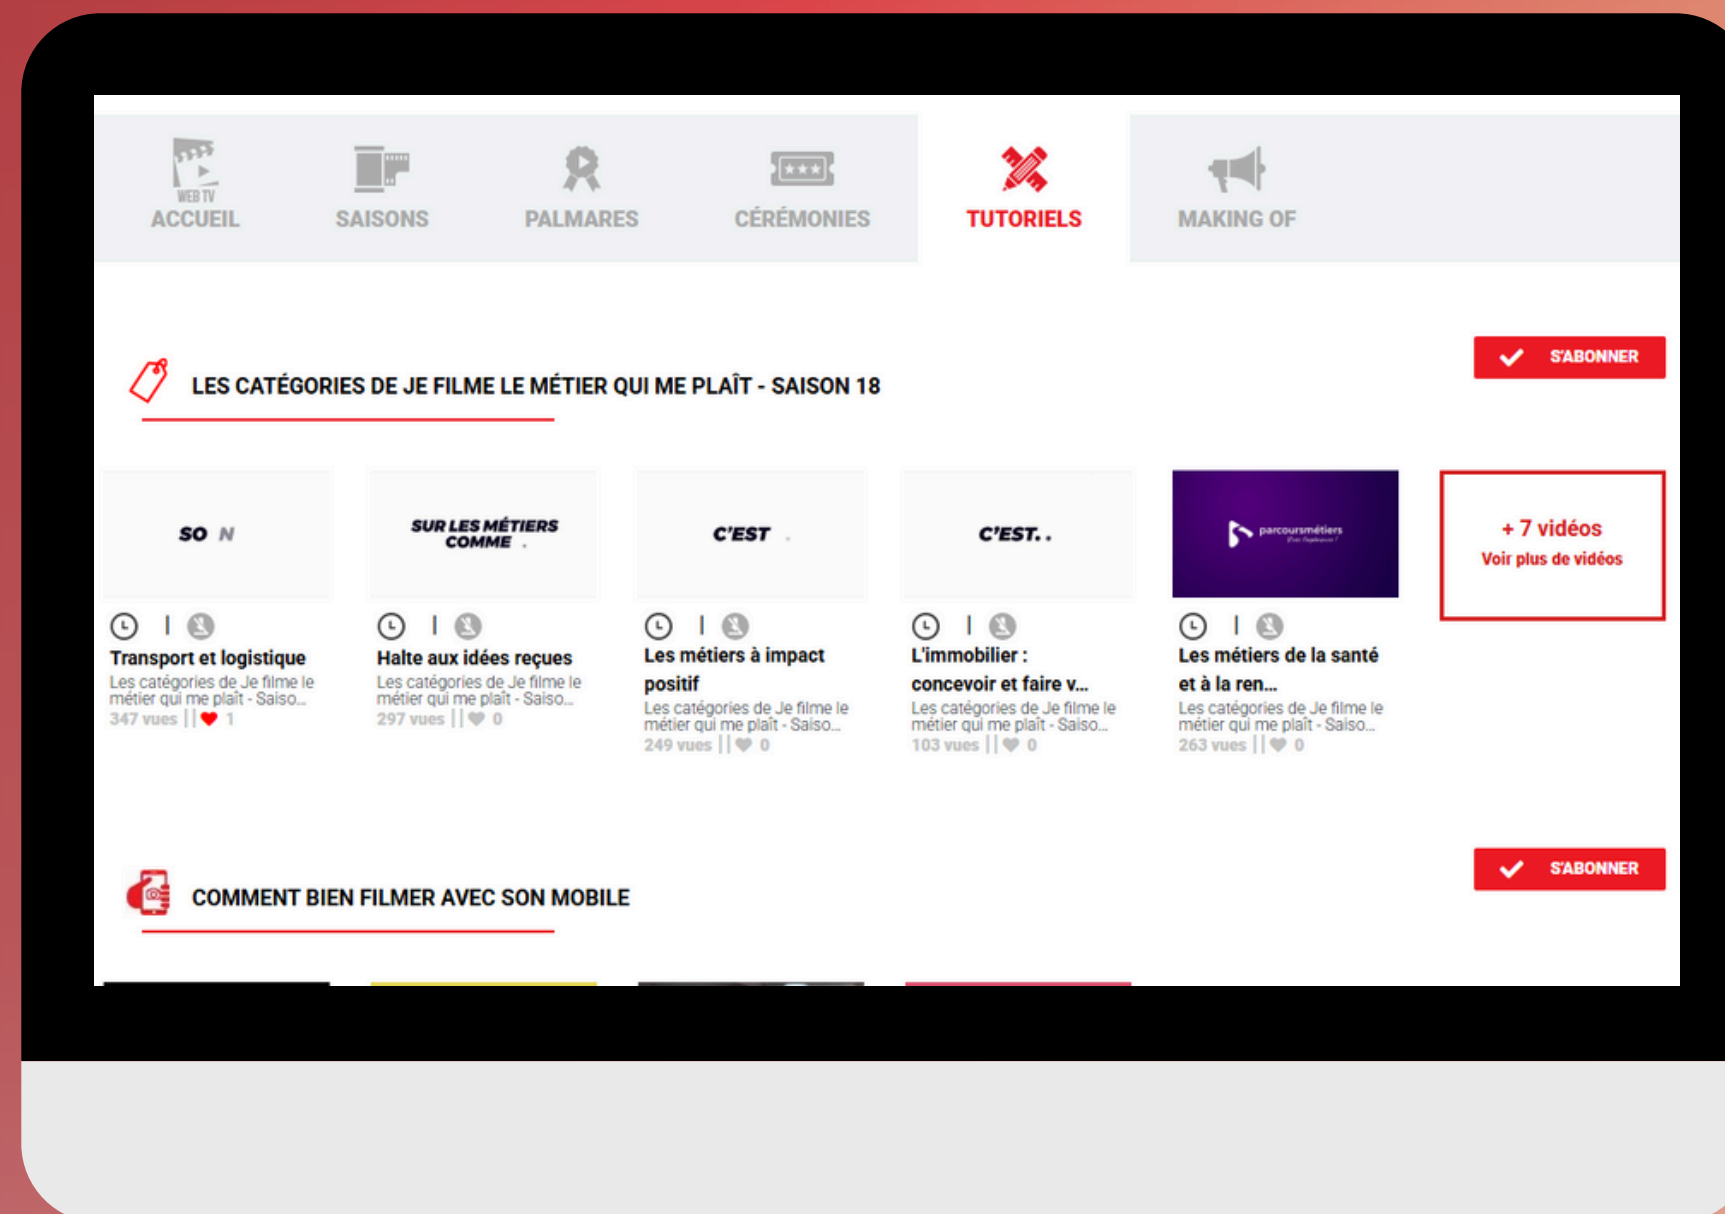 WEB TV
ACCUEIL
SAISONS
PALMARES
CÉRÉMONIES
TUTORIELS
MAKING OF
S'ABONNER
LES CATÉGORIES DE JE FILME LE MÉTIER QUI ME PLAÎT - SAISON 18
SO N
SUR LES MÉTIERS
COMME .
C'EST .
C'EST. .
parcoursmétiers
+ 7 vidéos
Voir plus de vidéos
Transport et logistique
Les catégories de Je filme le
métier qui me plaît - Saiso...
347 vues || 1
Halte aux idées reçues
Les catégories de Je filme le
métier qui me plaît - Saiso...
297 vues || 0
Les métiers à impact
positif
Les catégories de Je filme le
métier qui me plaît - Saiso...
249 vues || 0
L'immobilier :
concevoir et faire v...
Les catégories de Je filme le
métier qui me plaît - Saiso...
103 vues || 0
Les métiers de la santé
et à la ren...
Les catégories de Je filme le
métier qui me plaît - Saiso...
263 vues || 0
S'ABONNER
COMMENT BIEN FILMER AVEC SON MOBILE